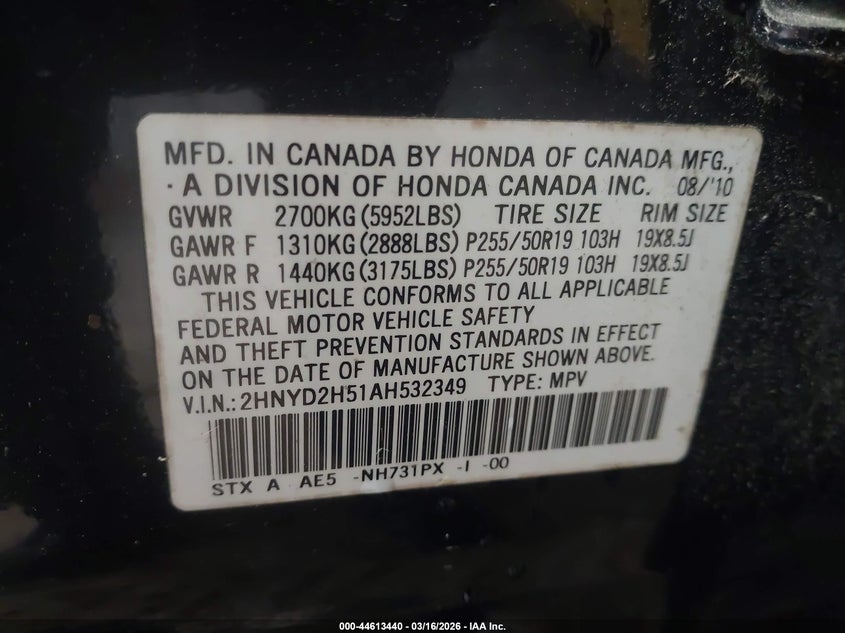 MFD. IN CANADA BY HONDA OF CANADA MFG.,
· A DIVISION OF HONDA CANADA INC. 08/'10
GVWR 2700KG (5952LBS) TIRE SIZE RIM SIZE
GAWR F 1310KG (2888LBS) P255/50R19 103H 19X8.5J
GAWR R 1440KG (3175LBS) P255/50R19 103H 19X8.5J
THIS VEHICLE CONFORMS TO ALL APPLICABLE
FEDERAL MOTOR VEHICLE SAFETY
AND THEFT PREVENTION STANDARDS IN EFFECT
ON THE DATE OF MANUFACTURE SHOWN ABOVE.
V.I.N.: 2HNYD2H51AH532349 TYPE: MPV
STX A AE5 -NH731PX -I -00
000-44613440 - 03/16/2026 - IAA Inc.